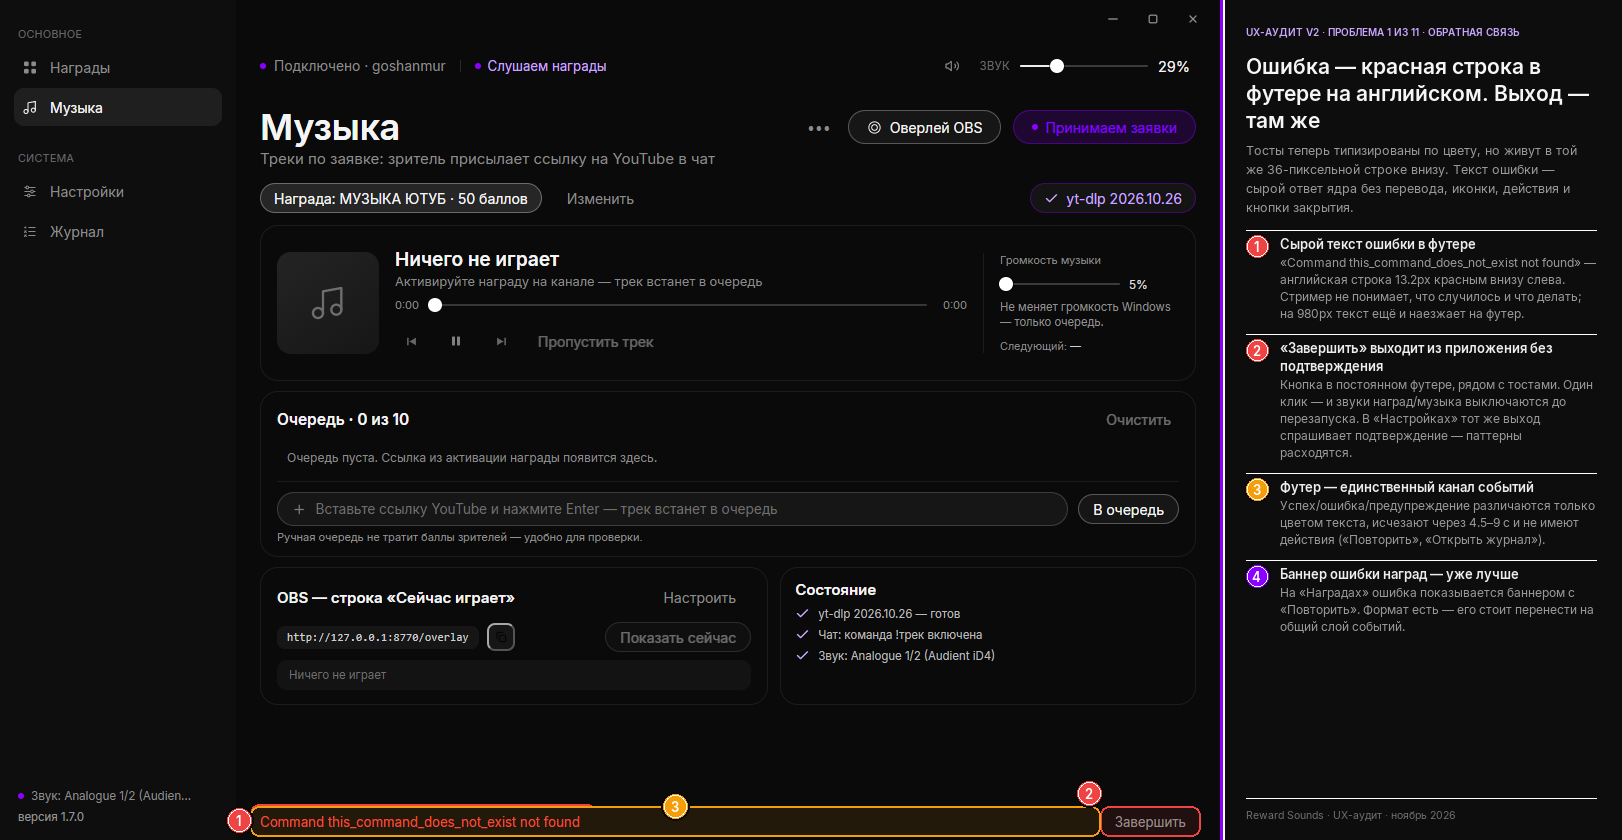 ОСНОВНОЕ
Награды
Музыка
СИСТЕМА
Настройки
Журнал
Звук: Analogue 1/2 (Audien...
версия 1.7.0
Подключено · goshanmur
Слушаем награды
ЗВУК
29%
Музыка
Треки по заявке: зритель присылает ссылку на YouTube в чат
Оверлей OBS
Принимаем заявки
Награда: МУЗЫКА ЮТУБ · 50 баллов
Изменить
yt-dlp 2026.10.26
Ничего не играет
Активируйте награду на канале — трек встанет в очередь
0:00
0:00
Пропустить трек
Громкость музыки
5%
Не меняет громкость Windows
— только очередь.
Следующий: —
Очередь · 0 из 10
Очистить
Очередь пуста. Ссылка из активации награды появится здесь.
Вставьте ссылку YouTube и нажмите Enter — трек встанет в очередь
В очередь
Ручная очередь не тратит баллы зрителей — удобно для проверки.
OBS — строка «Сейчас играет»
Настроить
http://127.0.0.1:8770/overlay
Показать сейчас
Ничего не играет
Состояние
yt-dlp 2026.10.26 — готов
Чат: команда !трек включена
Звук: Analogue 1/2 (Audient iD4)
1
Command this_command_does_not_exist not found
3
2
Завершить
UX-АУДИТ V2 · ПРОБЛЕМА 1 ИЗ 11 · ОБРАТНАЯ СВЯЗЬ
Ошибка — красная строка в
футере на английском. Выход —
там же
Тосты теперь типизированы по цвету, но живут в той
же 36-пиксельной строке внизу. Текст ошибки —
сырой ответ ядра без перевода, иконки, действия и
кнопки закрытия.
1
Сырой текст ошибки в футере
«Command this_command_does_not_exist not found» —
английская строка 13.2px красным внизу слева.
Стример не понимает, что случилось и что делать;
на 980px текст ещё и наезжает на футер.
2
«Завершить» выходит из приложения без
подтверждения
Кнопка в постоянном футере, рядом с тостами. Один
клик — и звуки наград/музыка выключаются до
перезапуска. В «Настройках» тот же выход
спрашивает подтверждение — паттерны
расходятся.
3
Футер — единственный канал событий
Успех/ошибка/предупреждение различаются только
цветом текста, исчезают через 4.5–9 с и не имеют
действия («Повторить», «Открыть журнал»).
4
Баннер ошибки наград — уже лучше
На «Наградах» ошибка показывается баннером с
«Повторить». Формат есть — его стоит перенести на
общий слой событий.
Reward Sounds · UX-аудит · ноябрь 2026